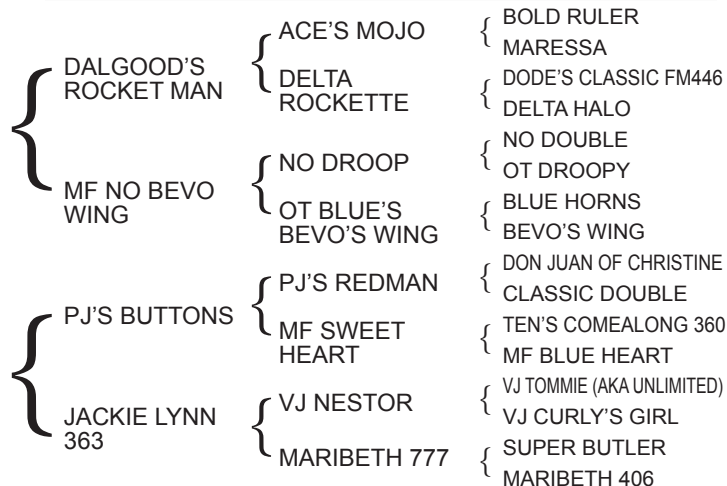 DALGOOD'S
ROCKET MAN
MF NO BEVO
WING
PJ'S BUTTONS
JACKIE LYNN
363
ACE'S MOJO
DELTA
ROCKETTE
NO DROOP
OT BLUE'S
BEVO'S WING
PJ'S REDMAN
MF SWEET
HEART
VJ NESTOR
MARIBETH 777
BOLD RULER
MARESSA
DODE'S CLASSIC FM446
DELTA HALO
NO DOUBLE
OT DROOPY
BLUE HORNS
BEVO'S WING
DON JUAN OF CHRISTINE
CLASSIC DOUBLE
TEN'S COMEALONG 360
MF BLUE HEART
VJ TOMMIE (AKA UNLIMITED)
VJ CURLY'S GIRL
SUPER BUTLER
MARIBETH 406